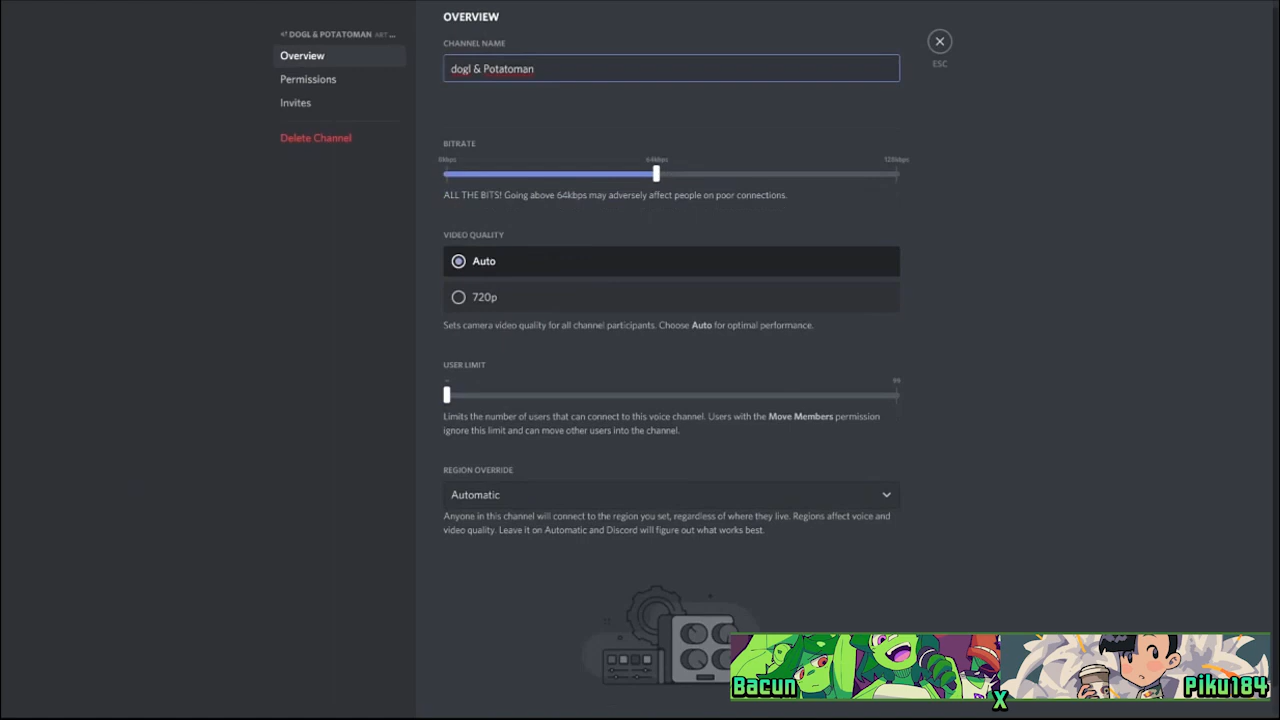 DOGL & POTATOMAN ART ...
Overview
Permissions
Invites
Delete Channel
OVERVIEW
CHANNEL NAME
dogl & Potatoman
ESC
BITRATE
8kbps 64kbps 128kbps
ALL THE BITS! Going above 64kbps may adversely affect people on poor connections.
VIDEO QUALITY
Auto
720p
Sets camera video quality for all channel participants. Choose Auto for optimal performance.
USER LIMIT
99
Limits the number of users that can connect to this voice channel. Users with the Move Members permission
ignore this limit and can move other users into the channel.
REGION OVERRIDE
Automatic
Anyone in this channel will connect to the region you set, regardless of where they live. Regions affect voice and
video quality. Leave it on Automatic and Discord will figure out what works best.
Bacun
X
Piku184